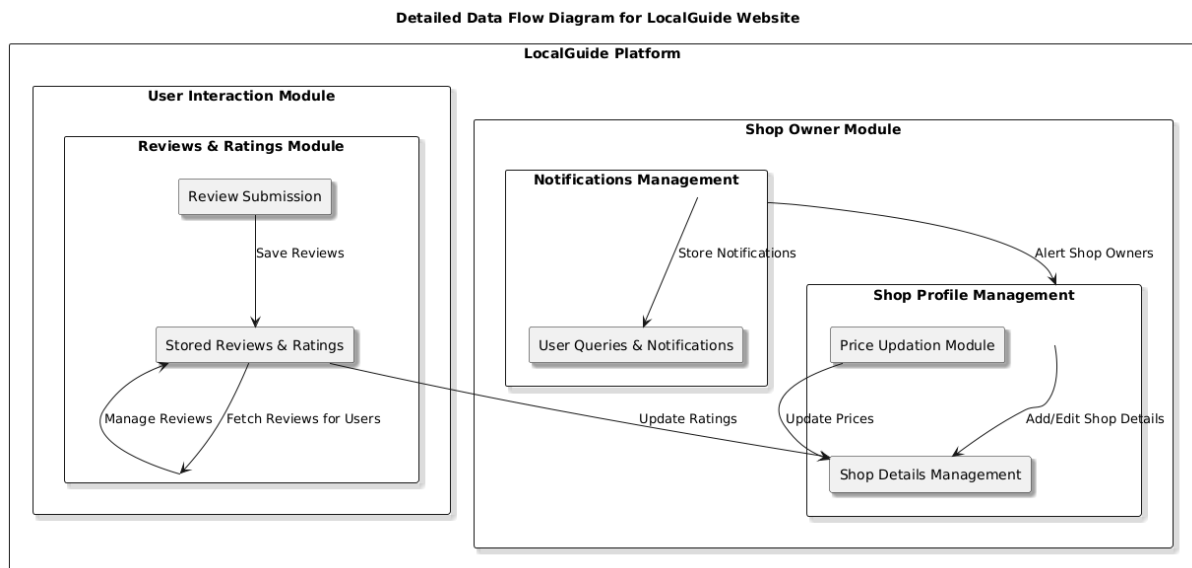 Detailed Data Flow Diagram for LocalGuide Website
LocalGuide Platform
User Interaction Module
Reviews & Ratings Module
Review Submission
Save Reviews
Stored Reviews & Ratings
Manage Reviews
Fetch Reviews for Users
Update Ratings
Shop Owner Module
Notifications Management
Store Notifications
User Queries & Notifications
Alert Shop Owners
Shop Profile Management
Price Updation Module
Update Prices
Add/Edit Shop Details
Shop Details Management